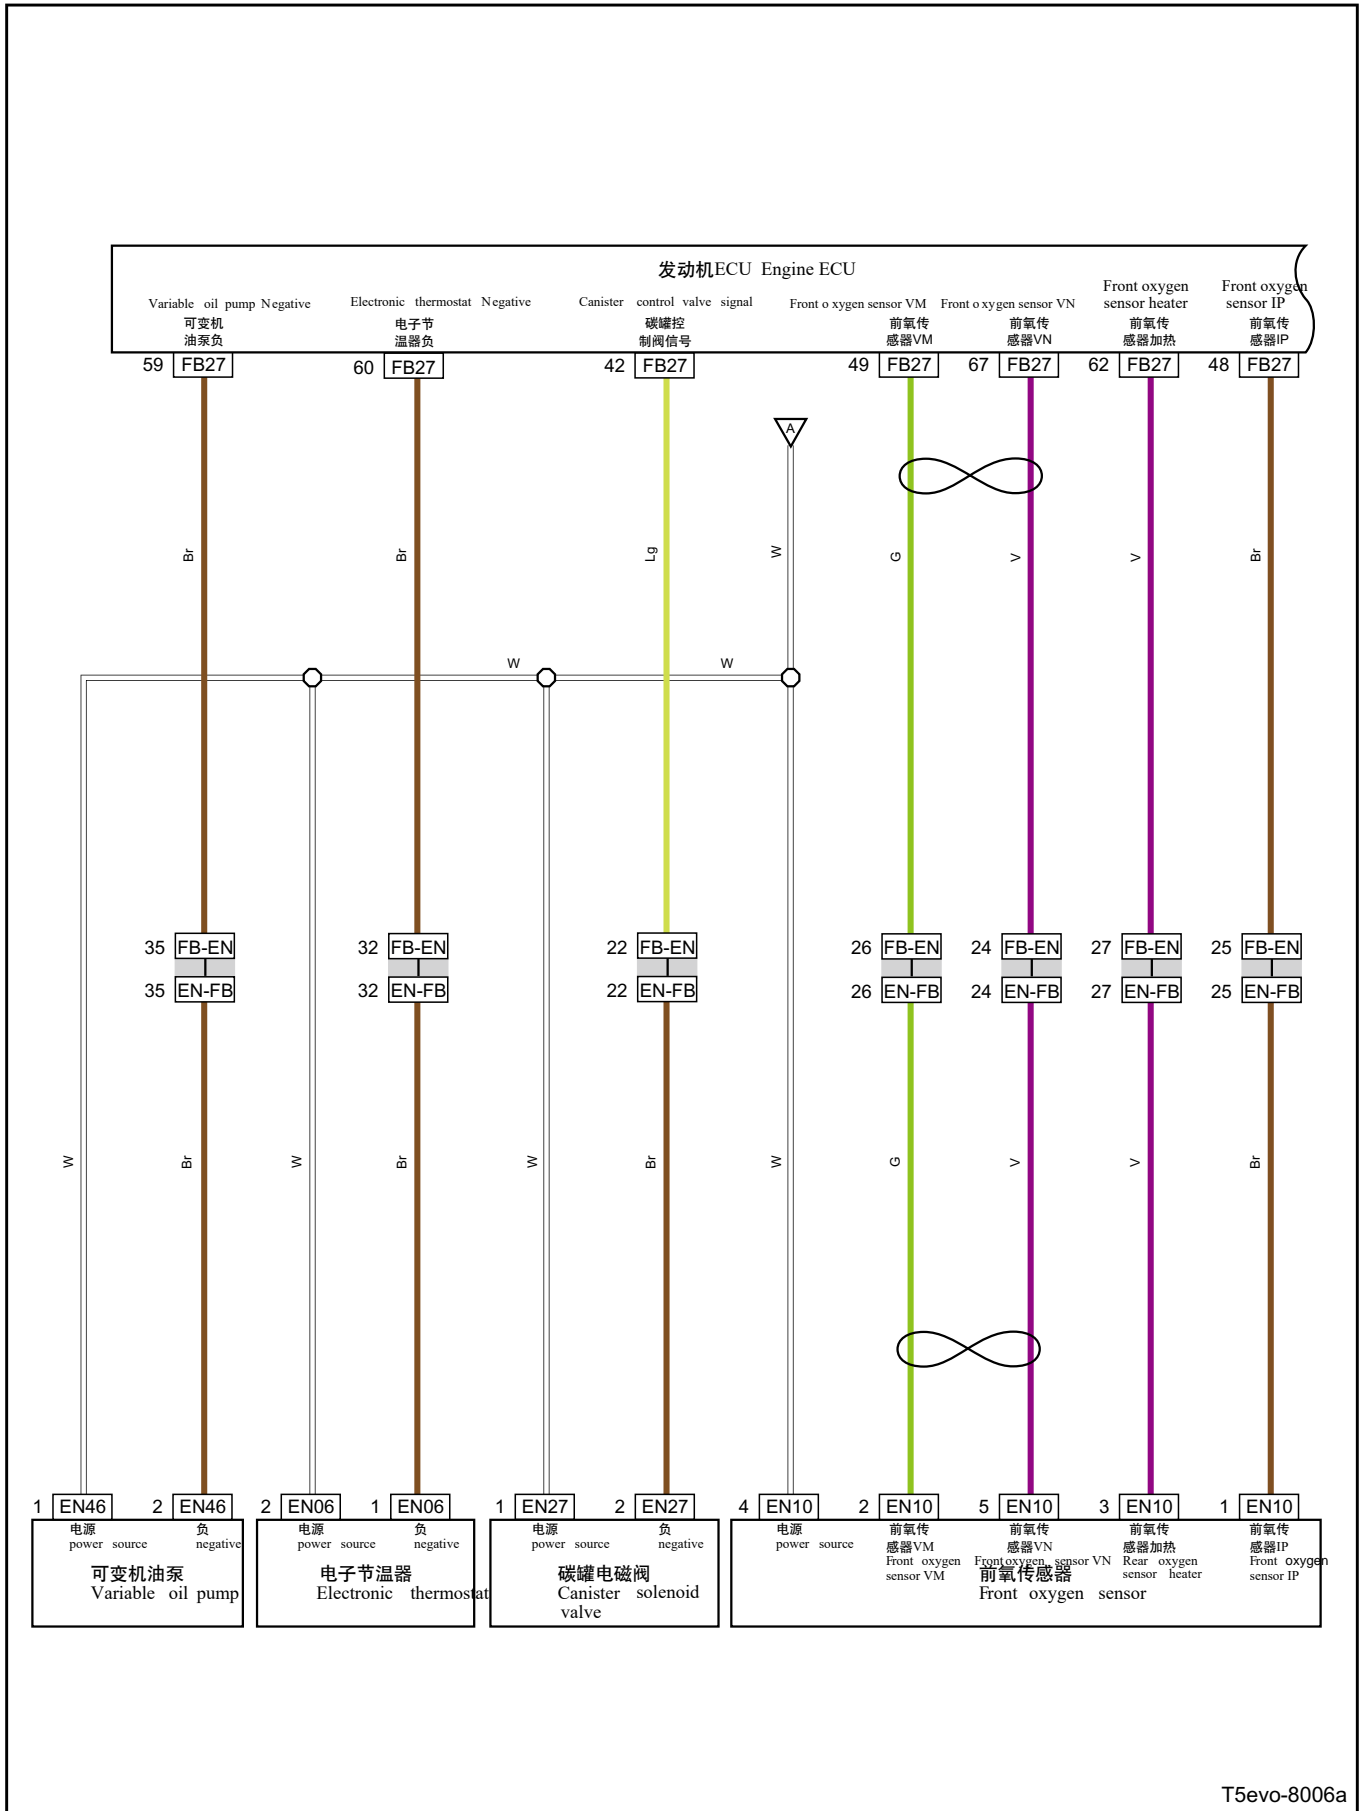 发动机ECU Engine ECU
Variable oil pump Negative
可变机
油泵负
Electronic thermostat Negative
电子节
温器负
Canister control valve signal
碳罐控
制阀信号
Front o xygen sensor VM
前氧传
感器VM
Front o xygen sensor VN
前氧传
感器VN
Front oxygen
sensor heater
前氧传
感器加热
Front oxygen
sensor IP
前氧传
感器IP
59 FB27
60 FB27
42 FB27
49 FB27
67 FB27
62 FB27
48 FB27
A
Br
Br
Lg
W
G
V
V
Br
W
W
35 FB-EN
32 FB-EN
22 FB-EN
26 FB-EN
24 FB-EN
27 FB-EN
25 FB-EN
35 EN-FB
32 EN-FB
22 EN-FB
26 EN-FB
24 EN-FB
27 EN-FB
25 EN-FB
W
Br
W
Br
W
Br
W
G
V
V
Br
1 EN46
2 EN46
2 EN06
1 EN06
1 EN27
2 EN27
4 EN10
2 EN10
5 EN10
3 EN10
1 EN10
电源
power source
负
negative
可变机油泵
Variable oil pump
电源
power source
负
negative
电子节温器
Electronic thermostat
电源
power source
负
negative
碳罐电磁阀
Canister solenoid
valve
电源
power source
前氧传
感器VM
Front oxygen
sensor VM
前氧传
感器VN
Front oxygen sensor VN
前氧传
感器加热
Rear oxygen
sensor heater
前氧传
感器IP
Front oxygen
sensor IP
前氧传感器
Front oxygen sensor
T5evo-8006a